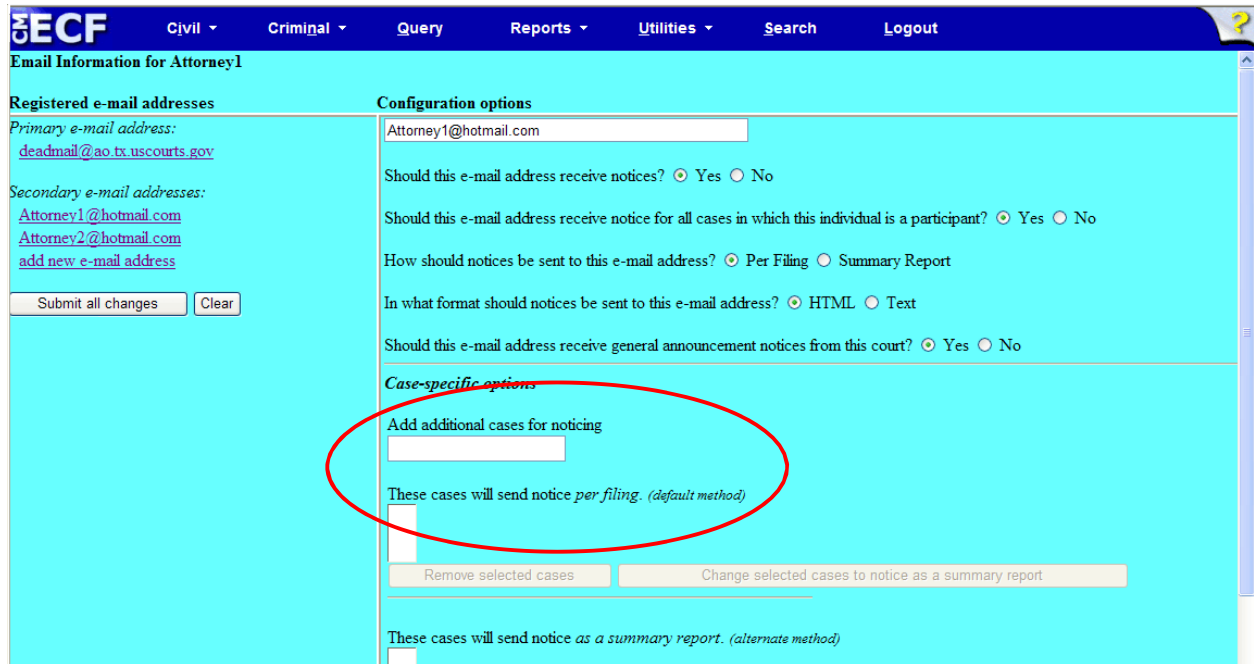 CM ECF Civil Criminal Query Reports Utilities Search Logout ?
Email Information for Attorney1
Registered e-mail addresses
Primary e-mail address:
deadmail@ao.tx.uscourts.gov
Secondary e-mail addresses:
Attorney1@hotmail.com
Attorney2@hotmail.com
add new e-mail address
Submit all changes Clear
Configuration options
Attorney1@hotmail.com
Should this e-mail address receive notices? Yes No
Should this e-mail address receive notice for all cases in which this individual is a participant? Yes No
How should notices be sent to this e-mail address? Per Filing Summary Report
In what format should notices be sent to this e-mail address? HTML Text
Should this e-mail address receive general announcement notices from this court? Yes No
Case-specific options
Add additional cases for noticing
These cases will send notice per filing. (default method)
Remove selected cases Change selected cases to notice as a summary report
These cases will send notice as a summary report. (alternate method)